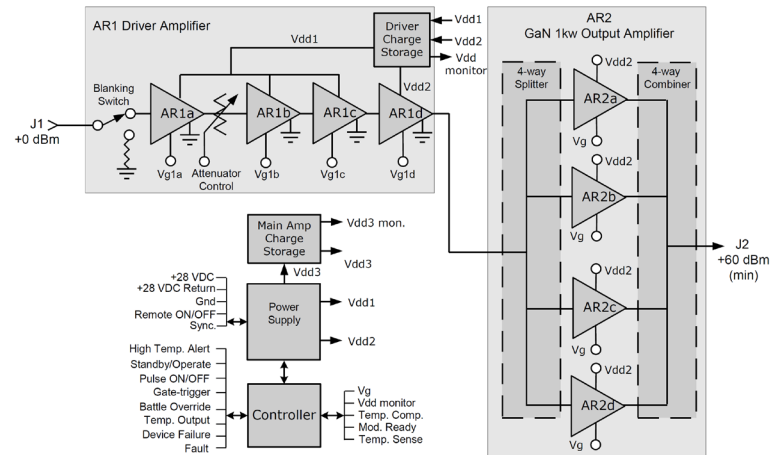 AR1 Driver Amplifier
Vdd1
Driver
Charge
Storage
Vdd1
Vdd2
Vdd
monitor
Vdd2
Blanking
Switch
J1
+0 dBm
AR1a
AR1b
AR1c
AR1d
Vg1a
Attenuator
Control
Vg1b
Vg1c
Vg1d
AR2
GaN 1kw Output Amplifier
4-way
Splitter
4-way
Combiner
Vdd2
AR2a
Vg
Vdd2
AR2b
Vg
Vdd2
AR2c
Vg
Vdd2
AR2d
Vg
J2
+60 dBm
(min)
Main Amp
Charge
Storage
Vdd3 mon.
Vdd3
Vdd3
+28 VDC
+28 VDC Return
Gnd
Remote ON/OFF
Sync.
Power
Supply
Vdd1
Vdd2
High Temp. Alert
Standby/Operate
Pulse ON/OFF
Gate-trigger
Battle Override
Temp. Output
Device Failure
Fault
Controller
Vg
Vdd monitor
Temp. Comp.
Mod. Ready
Temp. Sense